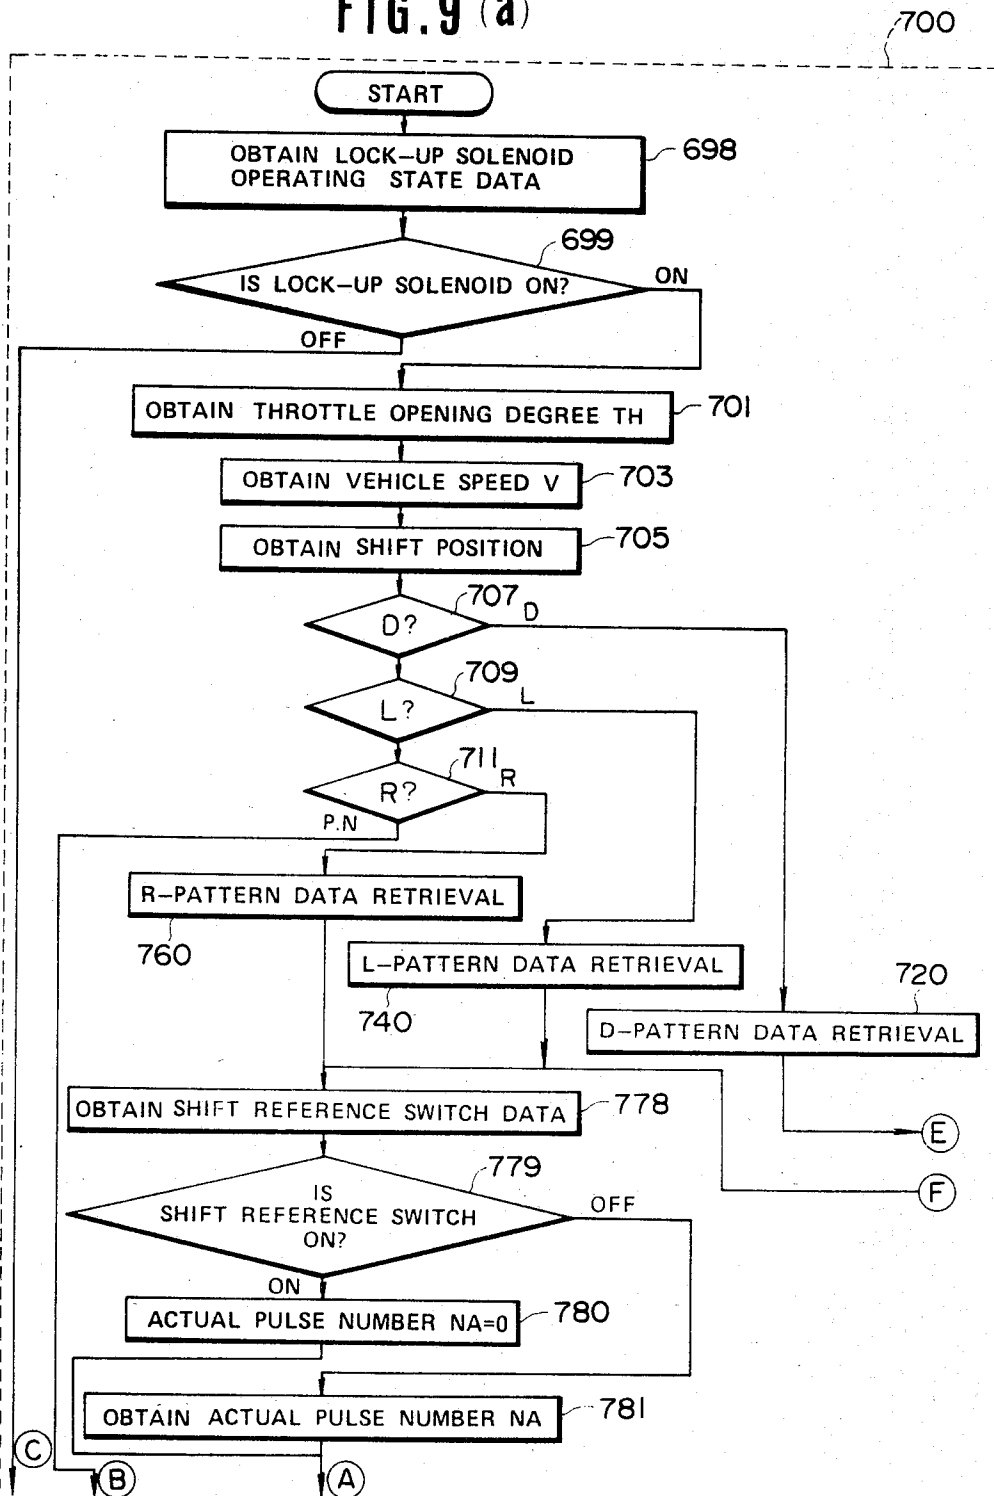 FIG.9 (a)
700
START
OBTAIN LOCK-UP SOLENOID
OPERATING STATE DATA
698
699
IS LOCK-UP SOLENOID ON?
ON
OFF
OBTAIN THROTTLE OPENING DEGREE TH
701
OBTAIN VEHICLE SPEED V
703
OBTAIN SHIFT POSITION
705
707
D
D?
709
L
L?
711
R
R?
P.N
R-PATTERN DATA RETRIEVAL
760
L-PATTERN DATA RETRIEVAL
740
720
D-PATTERN DATA RETRIEVAL
OBTAIN SHIFT REFERENCE SWITCH DATA
778
E
779
F
IS
SHIFT REFERENCE SWITCH
ON?
OFF
ON
ACTUAL PULSE NUMBER NA=0
780
OBTAIN ACTUAL PULSE NUMBER NA
781
C
B
A